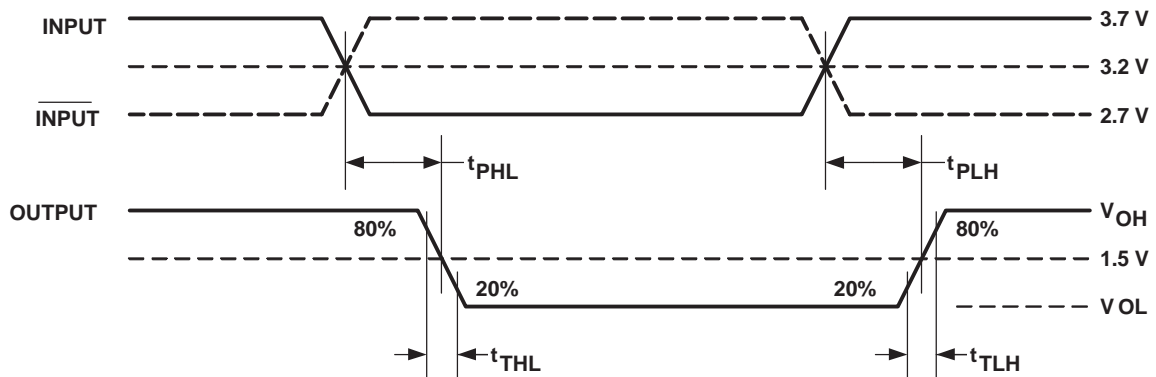 INPUT
3.7 V
3.2 V
INPUT
2.7 V
tPHL
tPLH
OUTPUT
VOH
80%
80%
1.5 V
20%
20%
V OL
tTHL
tTLH